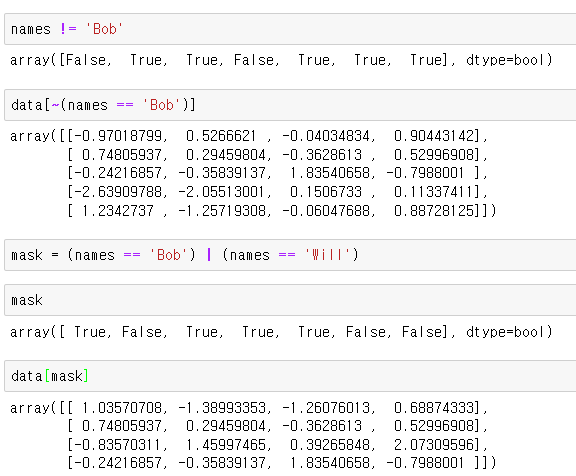 names != 'Bob'
array([False,  True,  True, False,  True,  True,  True], dtype=bool)
data[~(names == 'Bob')]
array([[-0.97018799,  0.5266621 , -0.04034834,  0.90443142],
       [ 0.74805937,  0.29459804, -0.3628613 ,  0.52996908],
       [-0.24216857, -0.35839137,  1.83540658, -0.7988001 ],
       [-2.63909788, -2.05513001,  0.1506733 ,  0.11337411],
       [ 1.2342737 , -1.25719308, -0.06047688,  0.88728125]])
mask = (names == 'Bob') | (names == 'Will')
mask
array([ True, False,  True,  True,  True, False, False], dtype=bool)
data[mask]
array([[ 1.03570708, -1.38993353, -1.26076013,  0.68874333],
       [ 0.74805937,  0.29459804, -0.3628613 ,  0.52996908],
       [-0.83570311,  1.45997465,  0.39265848,  2.07309596],
       [-0.24216857, -0.35839137,  1.83540658, -0.7988001 ]])